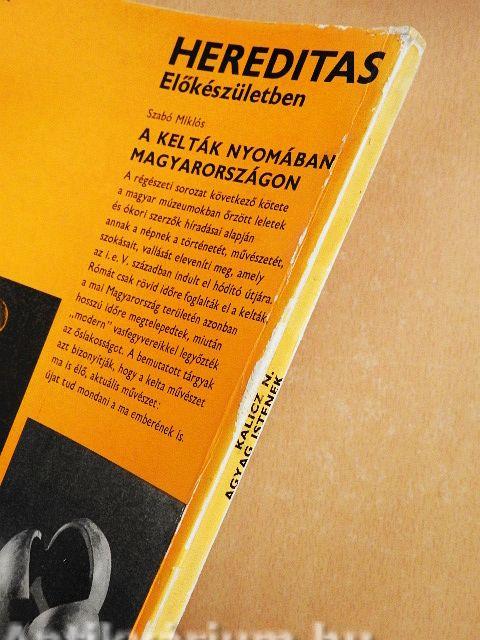 HEREDITAS
Előkészületben
Szabó Miklós
A KELTÁK NYOMÁBAN
MAGYARORSZÁGON
A régészeti sorozat következő kötete
a magyar múzeumokban őrzött leletek
és ókori szerzők híradásai alapján
annak a népnek a történetét, művészetét,
szokásait, vallását eleveníti meg, amely
az i. e. V. században indult el hódító útjára.
Rómát csak rövid időre foglalták el a kelták,
a mai Magyarország területén azonban
hosszú időre megtelepedtek, miután
„modern” vasfegyvereikkel legyőzték
az őslakosságot. A bemutatott tárgyak
azt bizonyítják, hogy a kelta művészet
ma is élő, aktuális művészet:
újat tud mondani a ma emberének is.
KALICZ N.
AGYAG ISTENEK
Antikvarium.hu